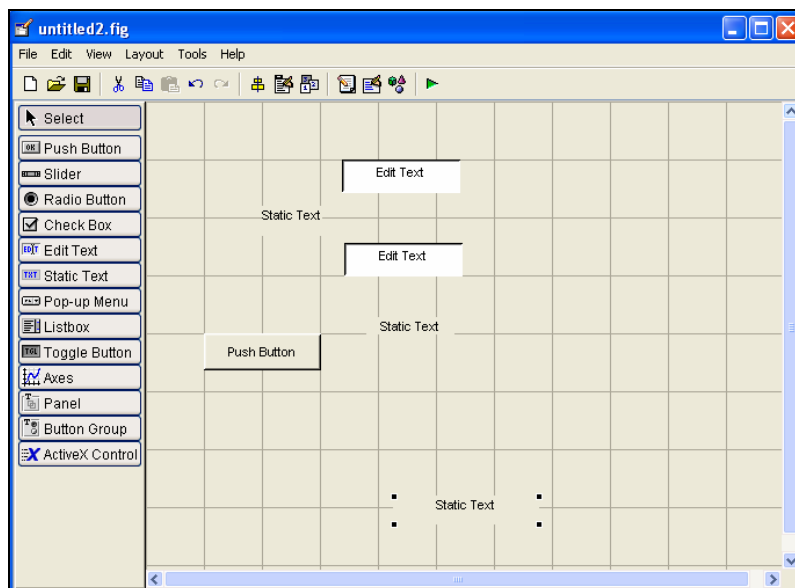 untitled2.fig
File Edit View Layout Tools Help
Select
Push Button
Slider
Radio Button
Check Box
Edit Text
Static Text
Pop-up Menu
Listbox
Toggle Button
Axes
Panel
Button Group
ActiveX Control
Edit Text
Static Text
Edit Text
Static Text
Push Button
Static Text